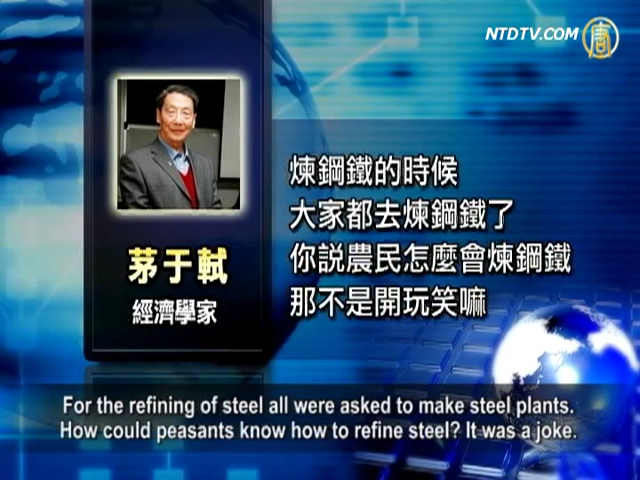 NTDTV.COM
唐
煉鋼鐵的時候
大家都去煉鋼鐵了
你説農民怎麼會煉鋼鐵
那不是開玩笑嘛
茅于軾
經濟學家
For the refining of steel all were asked to make steel plants.
How could peasants know how to refine steel? It was a joke.